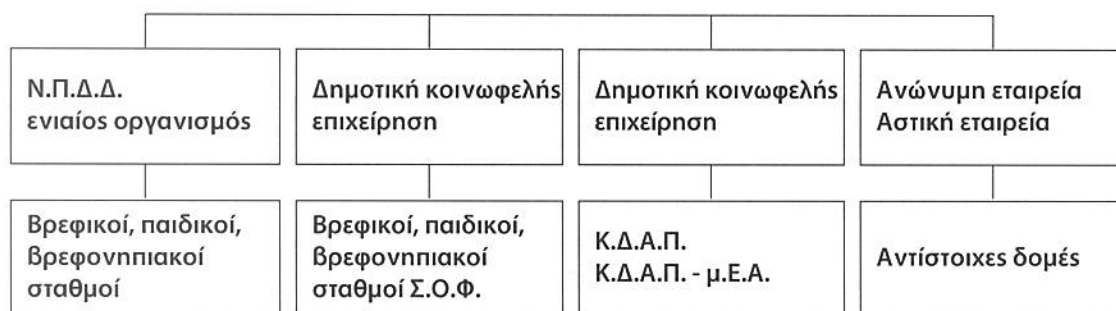 Ν.Π.Δ.Δ.
ενιαίος οργανισμός
Δημοτική κοινωφελής
επιχείρηση
Δημοτική κοινωφελής
επιχείρηση
Ανώνυμη εταιρεία
Αστική εταιρεία
Βρεφικοί, παιδικοί,
βρεφονηπιακοί
σταθμοί
Βρεφικοί, παιδικοί,
βρεφονηπιακοί
σταθμοί Σ.Ο.Φ.
Κ.Δ.Α.Π.
Κ.Δ.Α.Π. - μ.Ε.Α.
Αντίστοιχες δομές